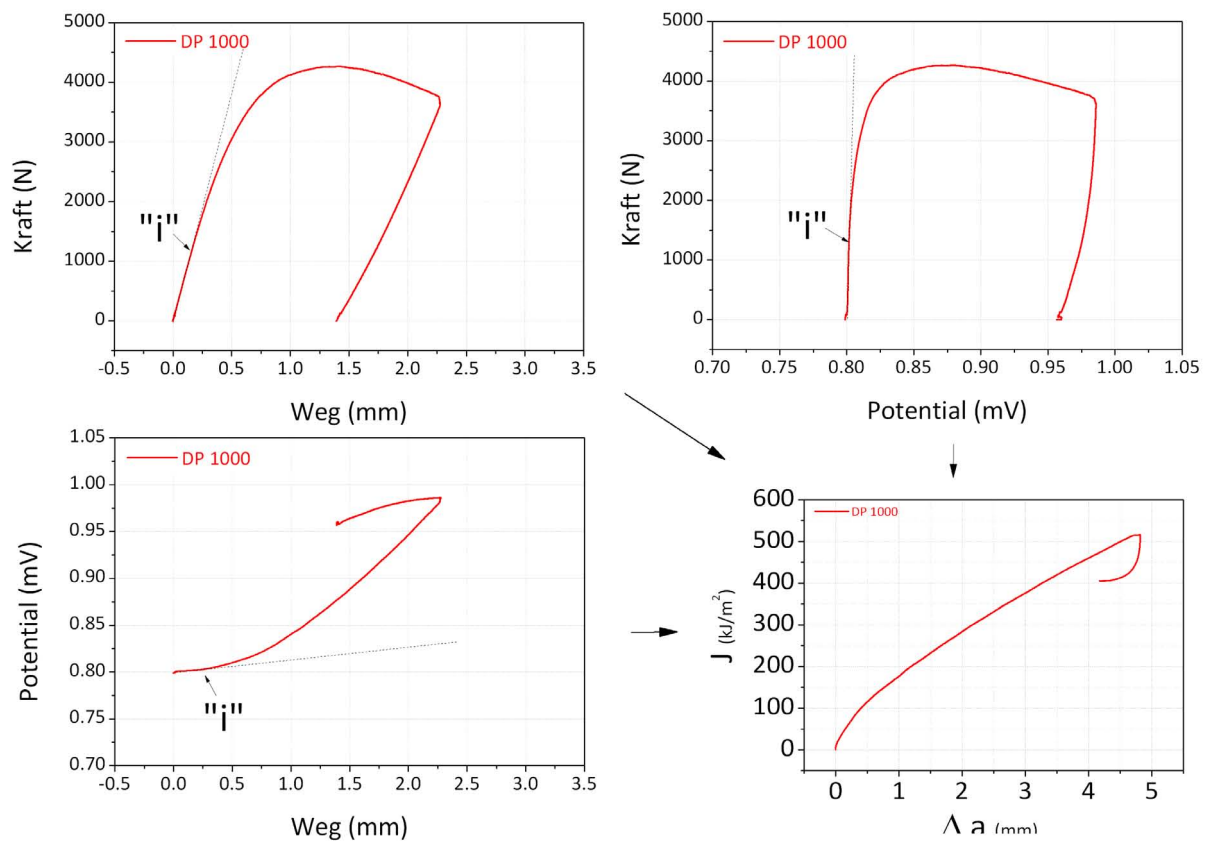 DP 1000
5000
4000
3000
2000
1000
0
Kraft (N)
"i"
-0.5 0.0 0.5 1.0 1.5 2.0 2.5 3.0 3.5
Weg (mm)
DP 1000
5000
4000
3000
2000
1000
0
Kraft (N)
"i"
0.70 0.75 0.80 0.85 0.90 0.95 1.00 1.05
Potential (mV)
DP 1000
1.05
1.00
0.95
0.90
0.85
0.80
0.75
0.70
Potential (mV)
"i"
-0.5 0.0 0.5 1.0 1.5 2.0 2.5 3.0 3.5
Weg (mm)
DP 1000
600
500
400
300
200
100
0
J (kJ/m²)
0 1 2 3 4 5
Δ a (mm)